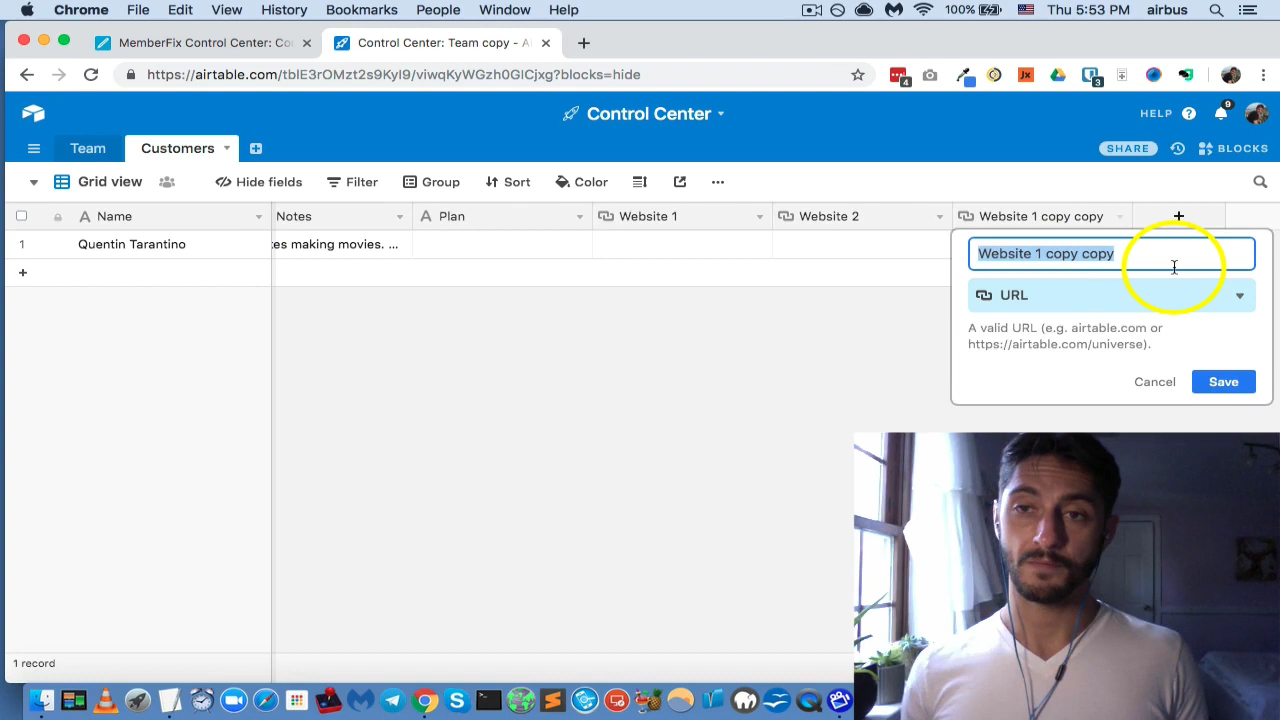 Chrome File Edit View History Bookmarks People Window Help 100% Thu 5:53 PM airbus
MemberFix Control Center: Co
Control Center: Team copy - A
https://airtable.com/tblE3rOMzt2s9KyI9/viwqKyWGzh0GICjxg?blocks=hide
4
Jx
3
Control Center
HELP
9
Team
Customers
SHARE
BLOCKS
Grid view
Hide fields
Filter
Group
Sort
Color
Name
Notes
Plan
Website 1
Website 2
Website 1 copy copy
1 Quentin Tarantino
es making movies. ...
Website 1 copy copy
URL
A valid URL (e.g. airtable.com or
https://airtable.com/universe).
Cancel
Save
1 record